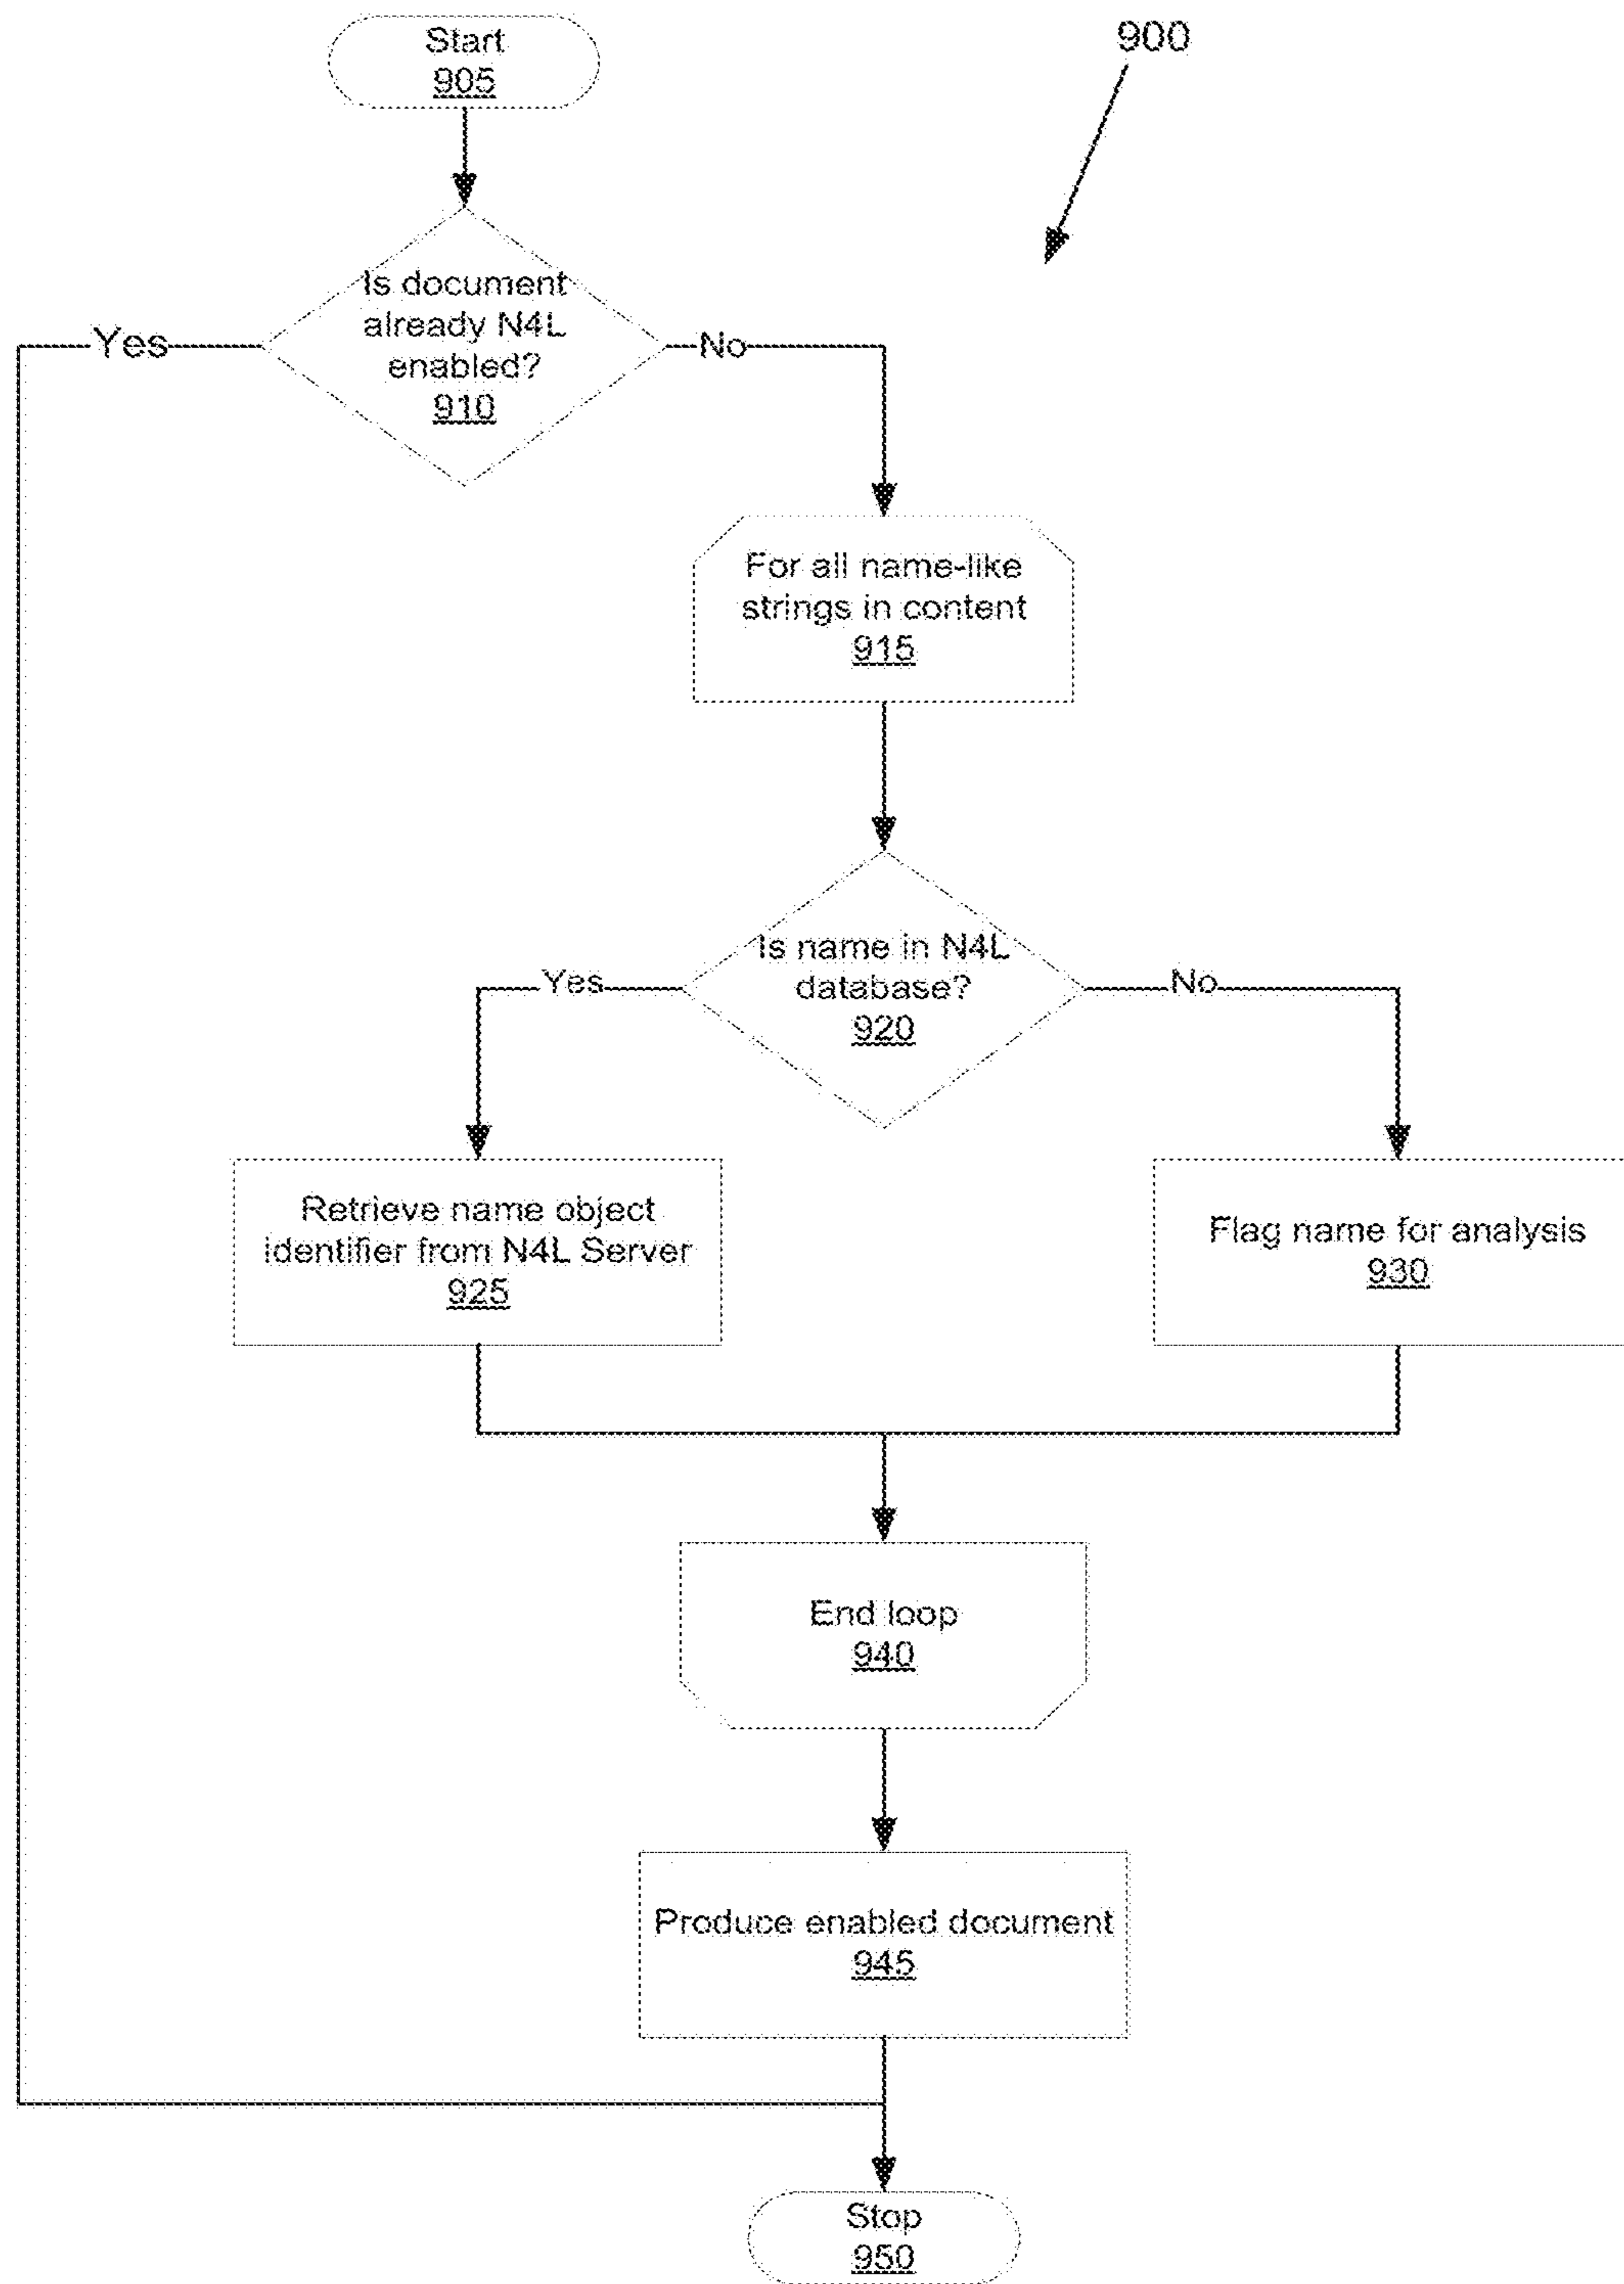 Start
905
900
Is document
already N4L
enabled?
910
Yes
No
For all name-like
strings in content
915
Is name in N4L
database?
920
Yes
No
Retrieve name object
identifier from N4L Server
925
Flag name for analysis
930
End loop
940
Produce enabled document
945
Stop
950